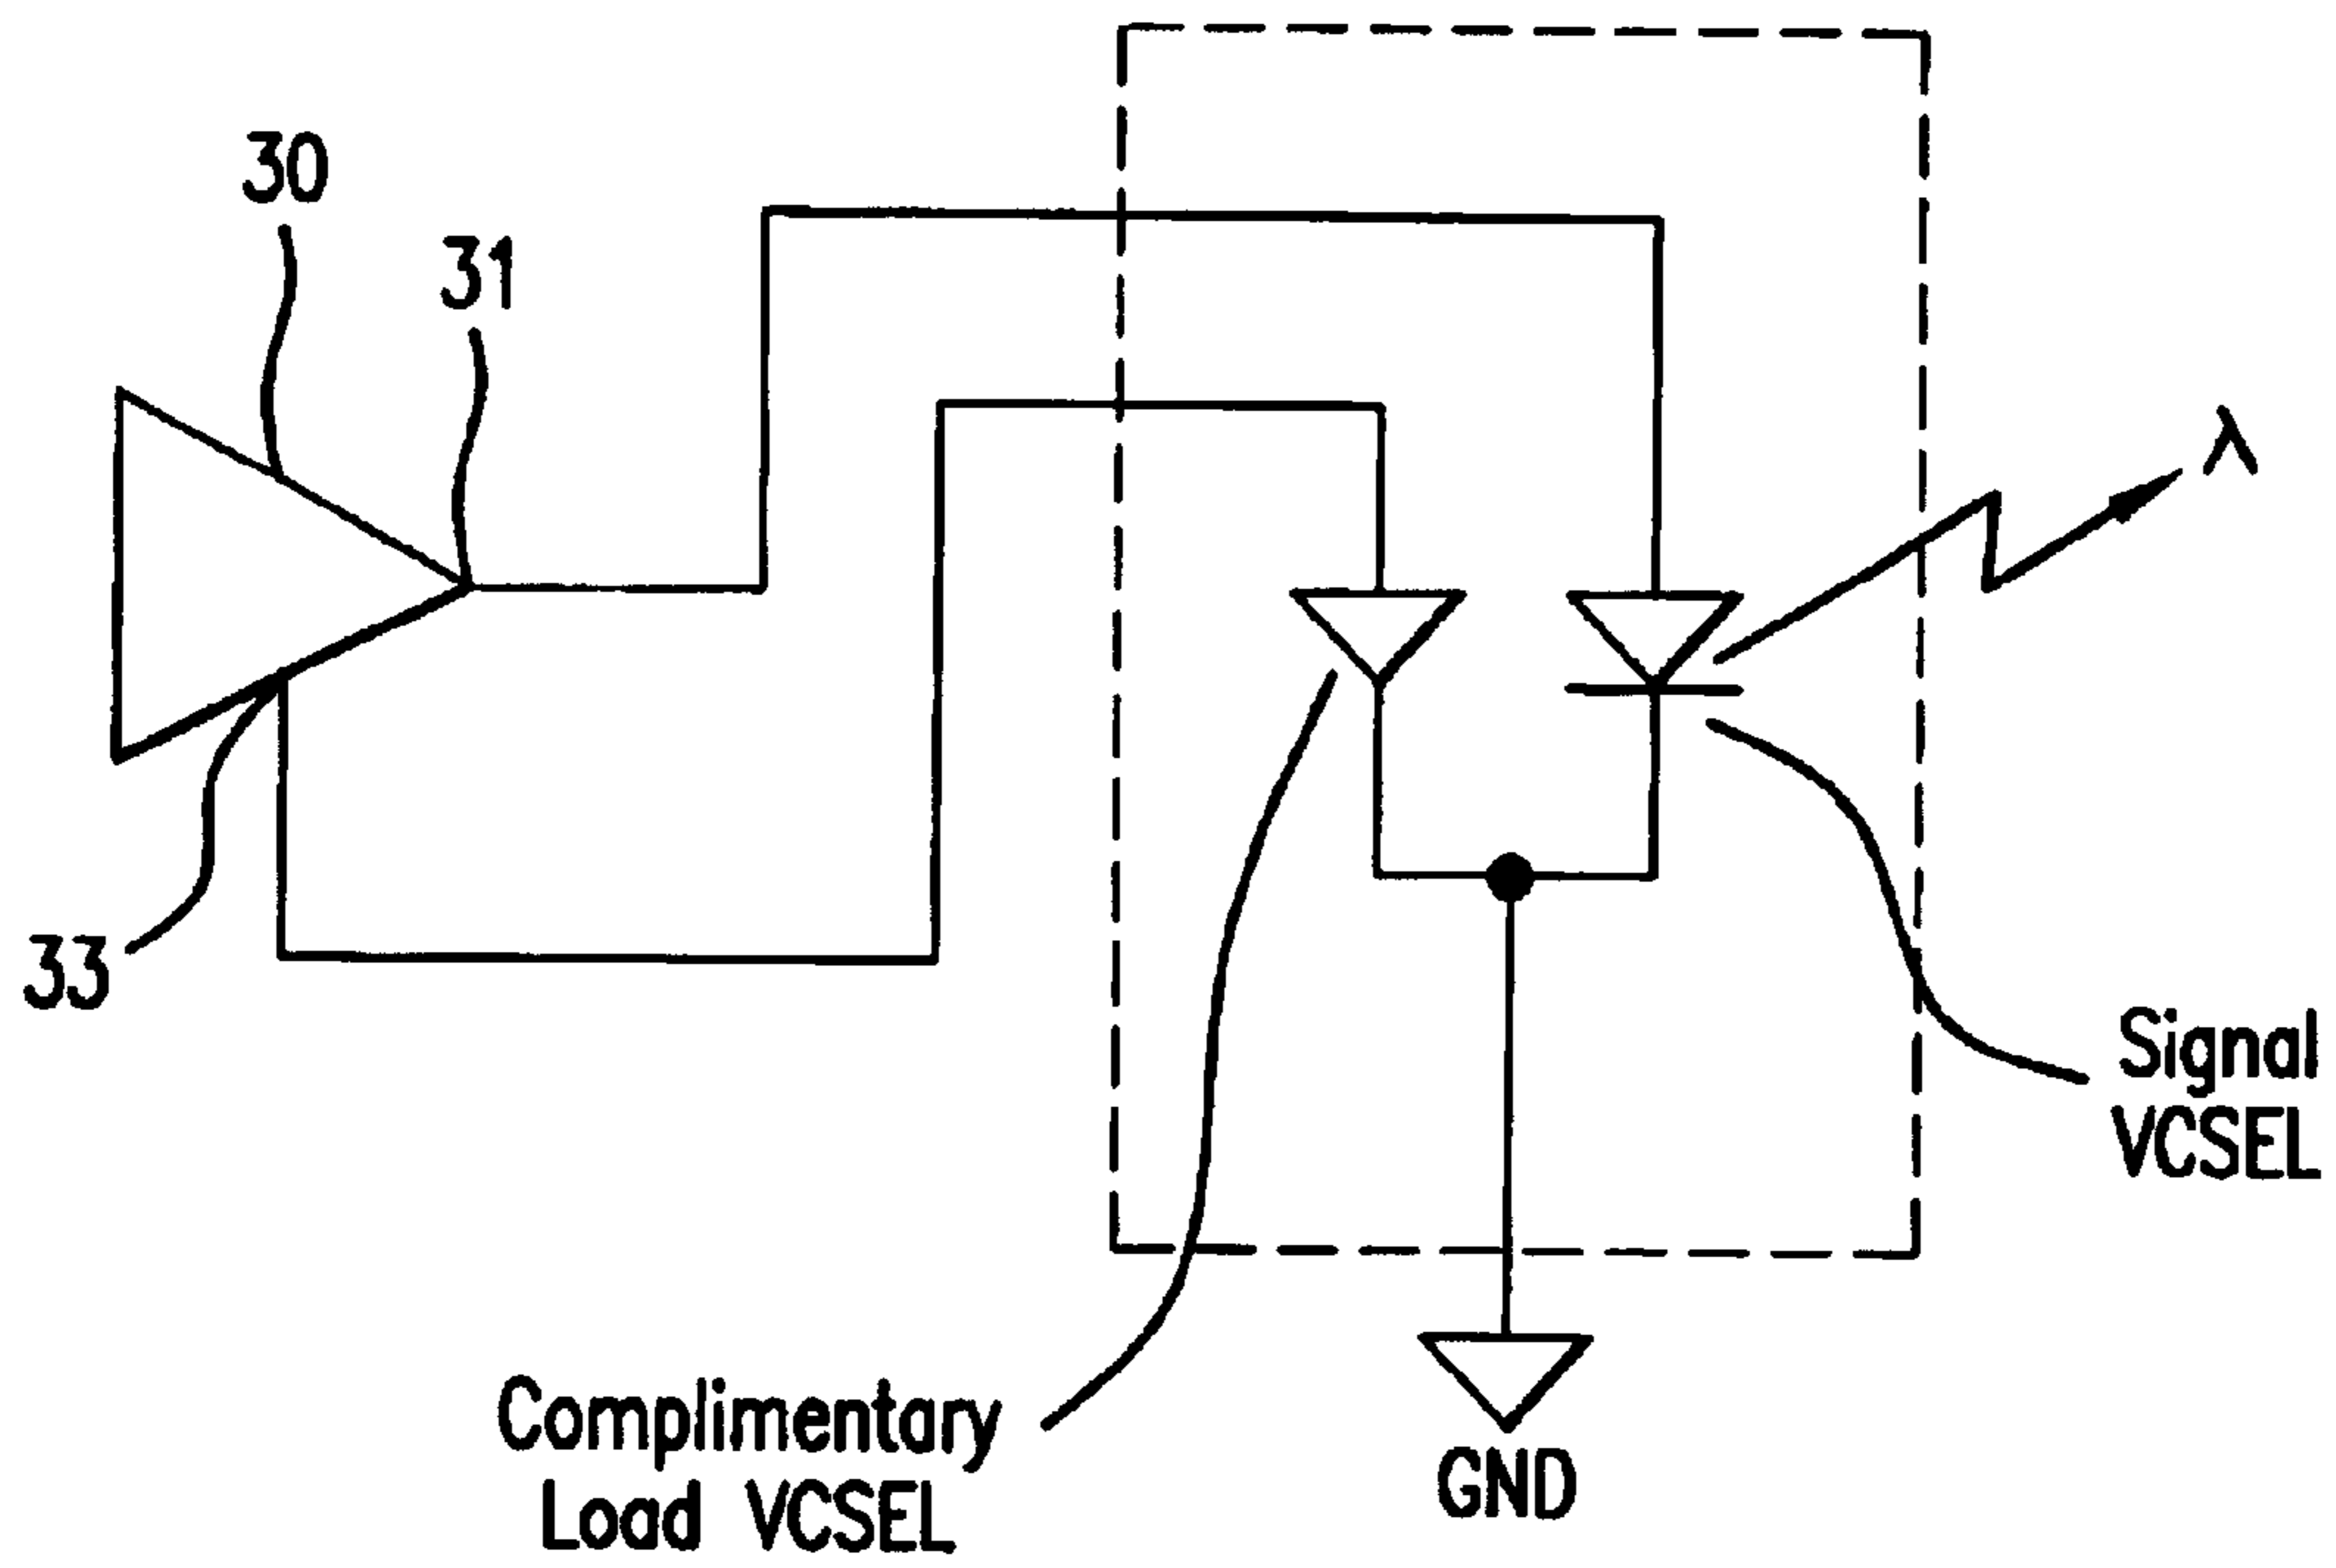 30
31
λ
33
Signal
VCSEL
Complimentary
Load VCSEL
GND